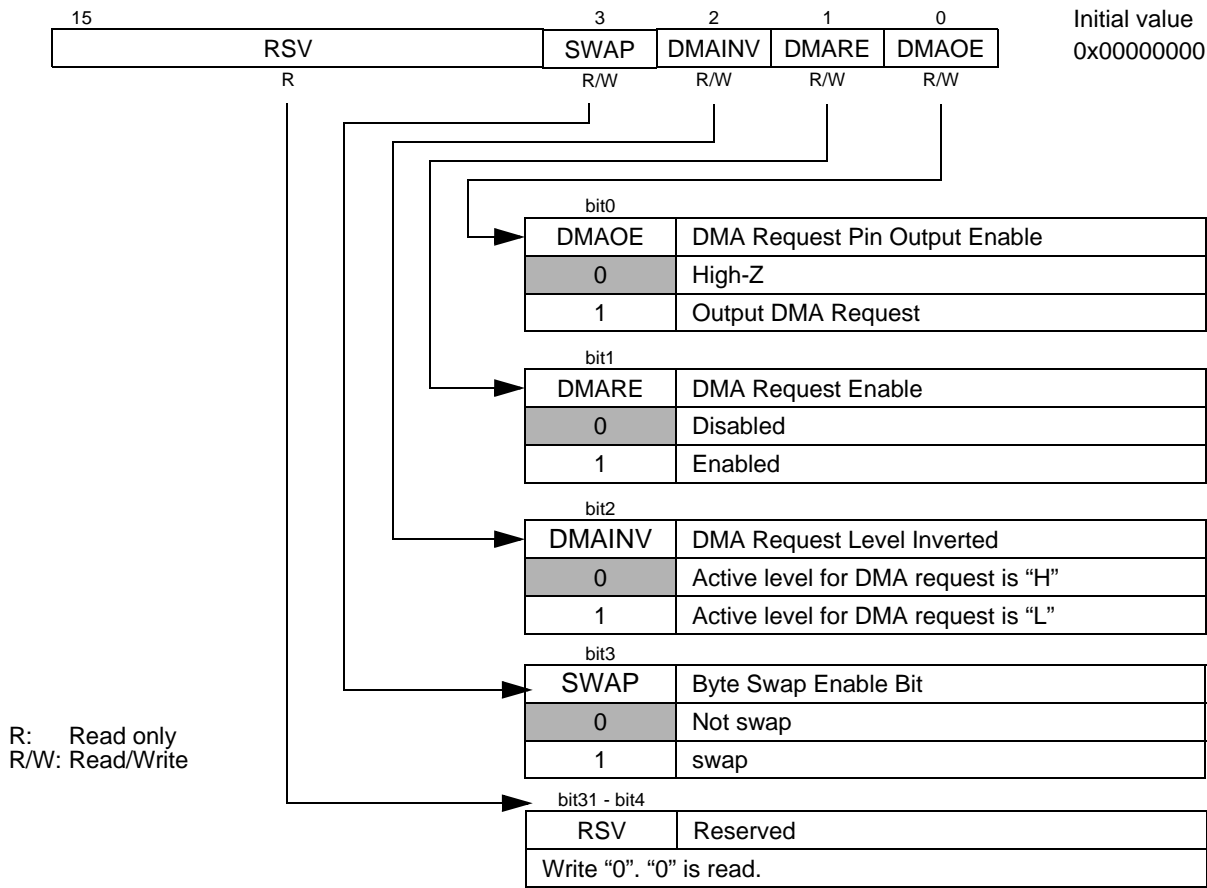 15 3 2 1 0 Initial value
RSV SWAP DMAINV DMARE DMAOE 0x00000000
R R/W R/W R/W R/W
bit0
DMAOE DMA Request Pin Output Enable
0 High-Z
1 Output DMA Request
bit1
DMARE DMA Request Enable
0 Disabled
1 Enabled
bit2
DMAINV DMA Request Level Inverted
0 Active level for DMA request is “H”
1 Active level for DMA request is “L”
bit3
SWAP Byte Swap Enable Bit
0 Not swap
1 swap
R: Read only
R/W: Read/Write
bit31 - bit4
RSV Reserved
Write “0”. “0” is read.